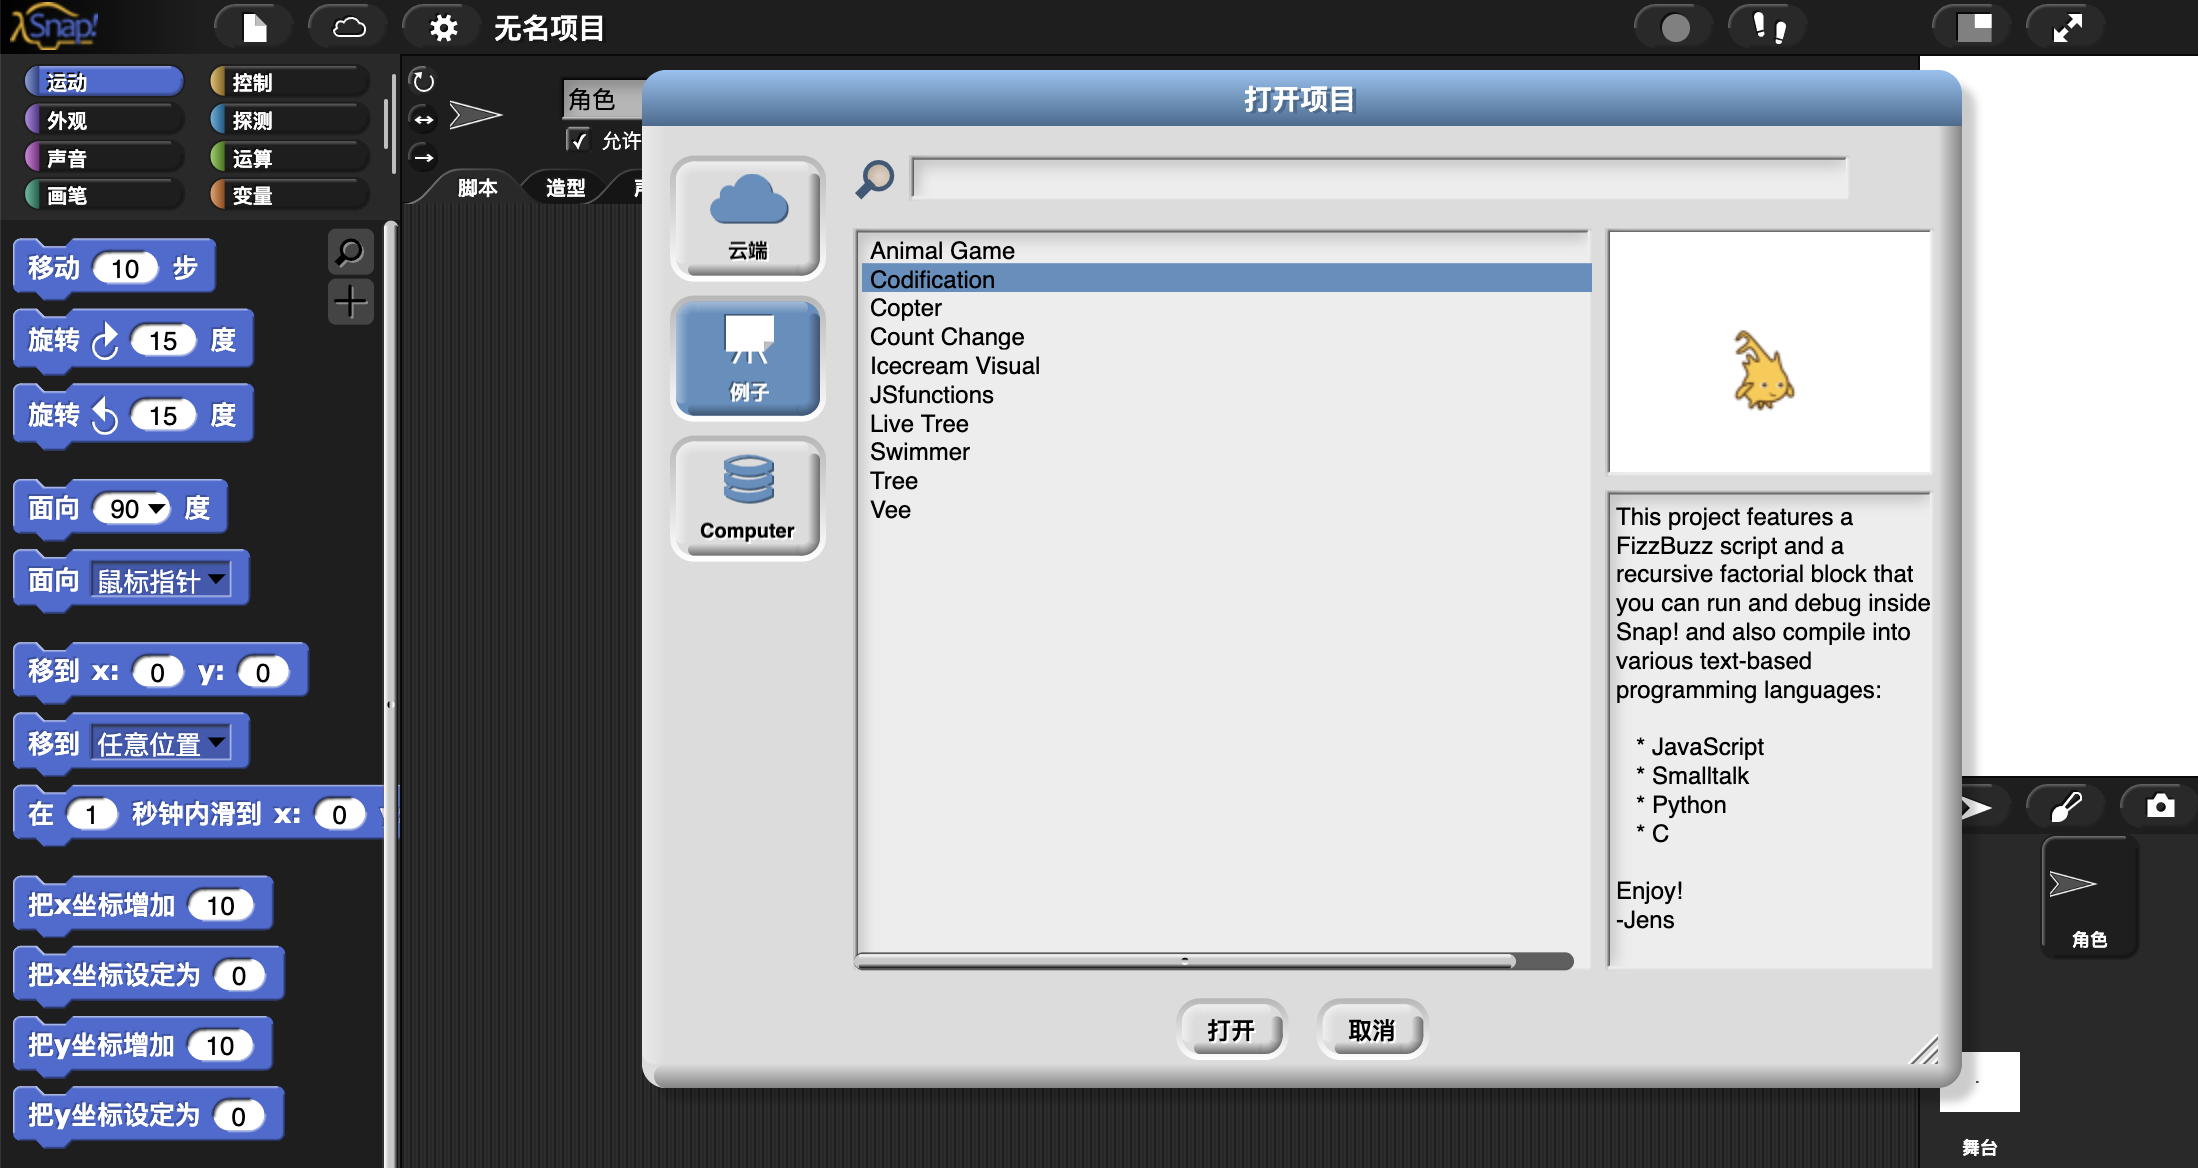 λSnap!
无名项目
运动
控制
外观
探测
声音
运算
画笔
变量
移动 10 步
旋转 15 度
旋转 15 度
面向 90 度
面向 鼠标指针
移到 x: 0 y: 0
移到 任意位置
在 1 秒钟内滑到 x: 0
把x坐标增加 10
把x坐标设定为 0
把y坐标增加 10
把y坐标设定为 0
角色
允许
脚本
造型
打开项目
云端
例子
Computer
Animal Game
Codification
Copter
Count Change
Icecream Visual
JSfunctions
Live Tree
Swimmer
Tree
Vee
This project features a
FizzBuzz script and a
recursive factorial block that
you can run and debug inside
Snap! and also compile into
various text-based
programming languages:
* JavaScript
* Smalltalk
* Python
* C
Enjoy!
-Jens
打开
取消
角色
舞台